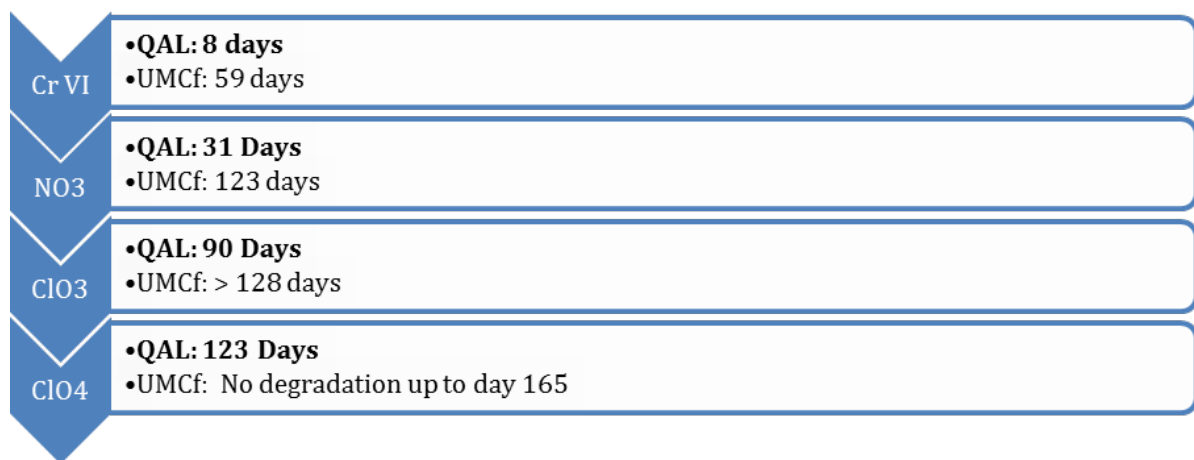 Cr VI
•QAL: 8 days
•UMCf: 59 days
NO3
•QAL: 31 Days
•UMCf: 123 days
ClO3
•QAL: 90 Days
•UMCf: > 128 days
ClO4
•QAL: 123 Days
•UMCf: No degradation up to day 165